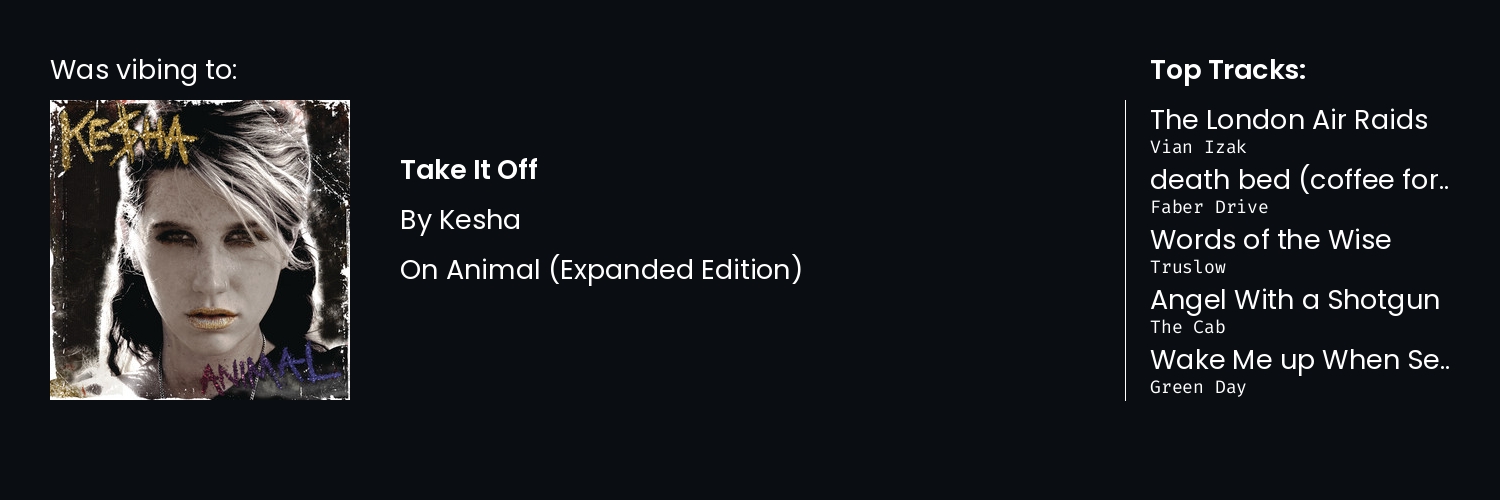 Was vibing to:
KE$HA
ANIMAL
Take It Off
By Kesha
On Animal (Expanded Edition)
Top Tracks:
The London Air Raids
Vian Izak
death bed (coffee for..
Faber Drive
Words of the Wise
Truslow
Angel With a Shotgun
The Cab
Wake Me up When Se..
Green Day